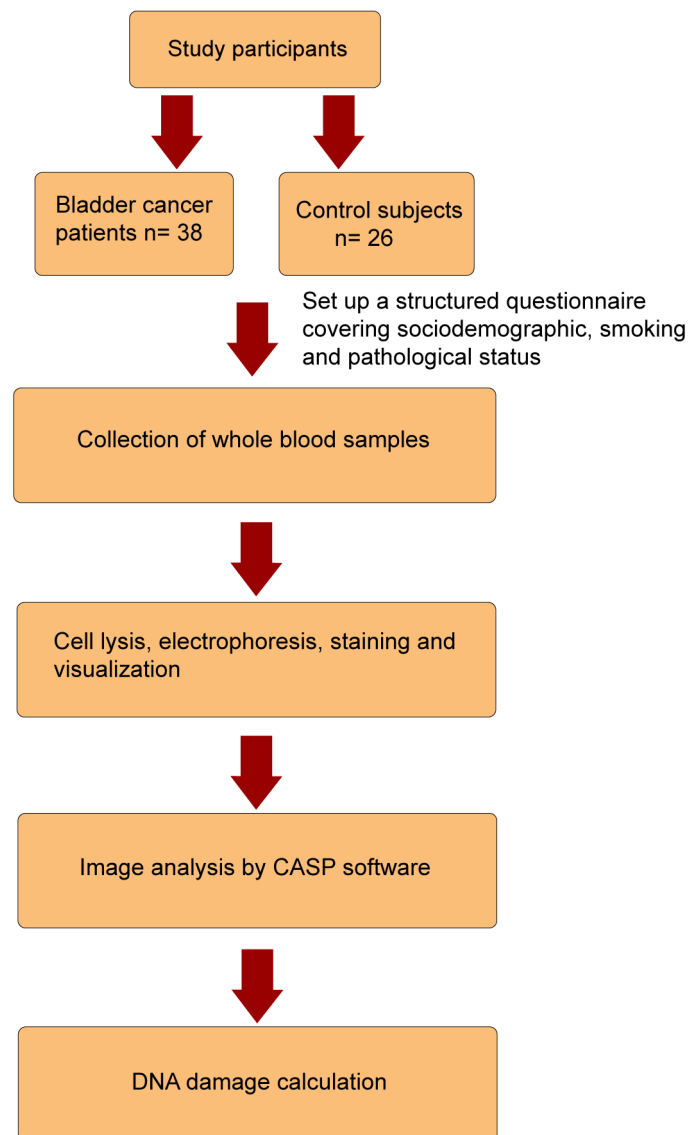 Study participants
Bladder cancer
patients n= 38
Control subjects
n= 26
Set up a structured questionnaire
covering sociodemographic, smoking
and pathological status
Collection of whole blood samples
Cell lysis, electrophoresis, staining and
visualization
Image analysis by CASP software
DNA damage calculation